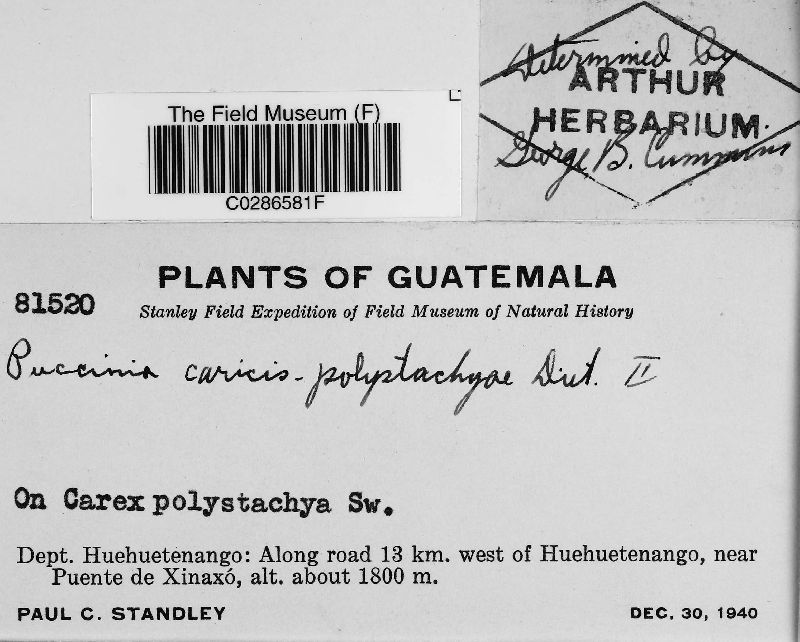 The Field Museum (F)
C0286581F
Determined by
ARTHUR
HERBARIUM.
George B. Cummins
PLANTS OF GUATEMALA
81520
Stanley Field Expedition of Field Museum of Natural History
Puccinia caricis-polystachyae Diet. II
On Carex polystachya Sw.
Dept. Huehuetenango: Along road 13 km. west of Huehuetenango, near
Puente de Xinaxó, alt. about 1800 m.
PAUL C. STANDLEY
DEC. 30, 1940